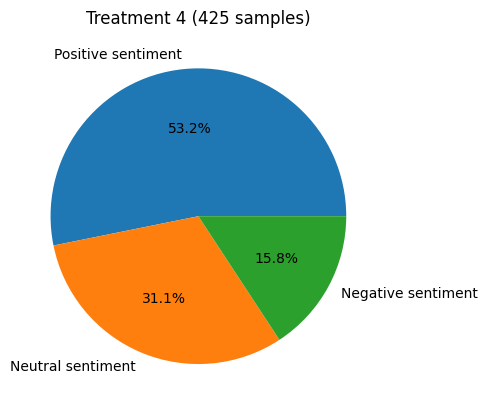 Treatment 4 (425 samples)
Positive sentiment
53.2%
15.8%
Negative sentiment
31.1%
Neutral sentiment